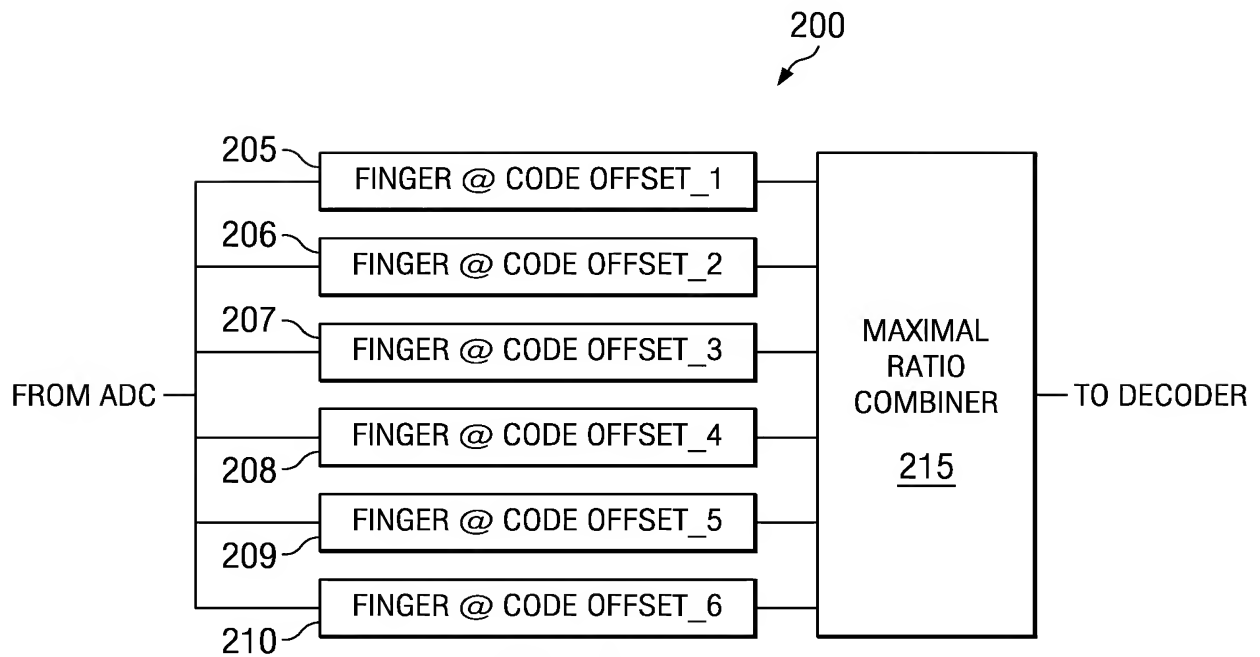 200
205
FINGER @ CODE OFFSET_1
206
FINGER @ CODE OFFSET_2
207
FINGER @ CODE OFFSET_3
FROM ADC
MAXIMAL
RATIO
COMBINER
215
TO DECODER
FINGER @ CODE OFFSET_4
208
FINGER @ CODE OFFSET_5
209
FINGER @ CODE OFFSET_6
210